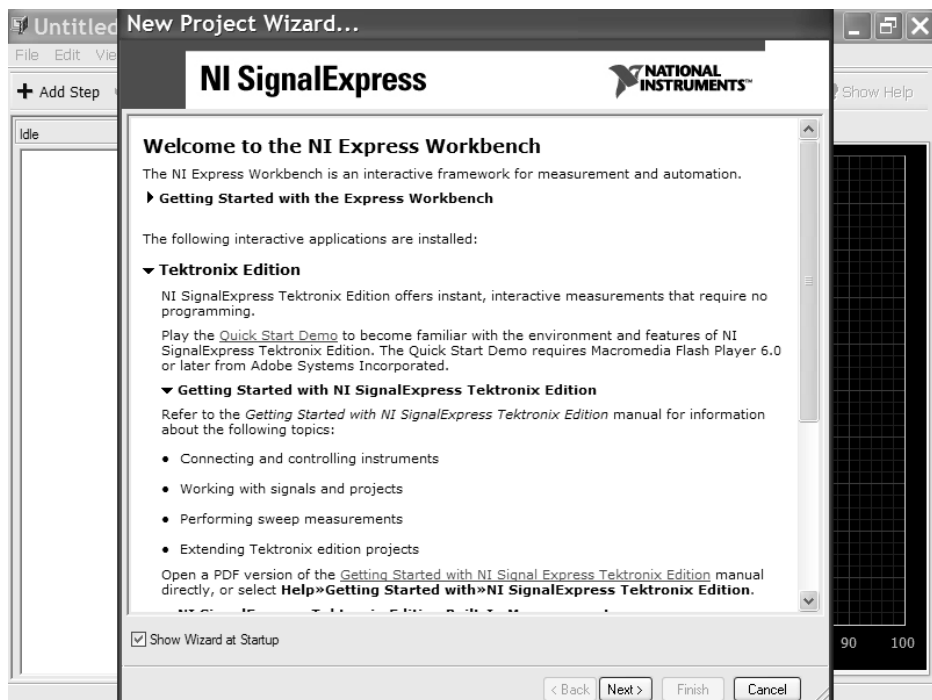 Untitled
New Project Wizard...
File Edit Vie
Add Step
Show Help
NI SignalExpress
NATIONAL
INSTRUMENTS™
Idle
Welcome to the NI Express Workbench
The NI Express Workbench is an interactive framework for measurement and automation.
Getting Started with the Express Workbench
The following interactive applications are installed:
Tektronix Edition
NI SignalExpress Tektronix Edition offers instant, interactive measurements that require no
programming.
Play the Quick Start Demo to become familiar with the environment and features of NI
SignalExpress Tektronix Edition. The Quick Start Demo requires Macromedia Flash Player 6.0
or later from Adobe Systems Incorporated.
Getting Started with NI SignalExpress Tektronix Edition
Refer to the Getting Started with NI SignalExpress Tektronix Edition manual for information
about the following topics:
• Connecting and controlling instruments
• Working with signals and projects
• Performing sweep measurements
• Extending Tektronix edition projects
Open a PDF version of the Getting Started with NI Signal Express Tektronix Edition manual
directly, or select Help»Getting Started with»NI SignalExpress Tektronix Edition.
Show Wizard at Startup
90 100
< Back Next > Finish Cancel